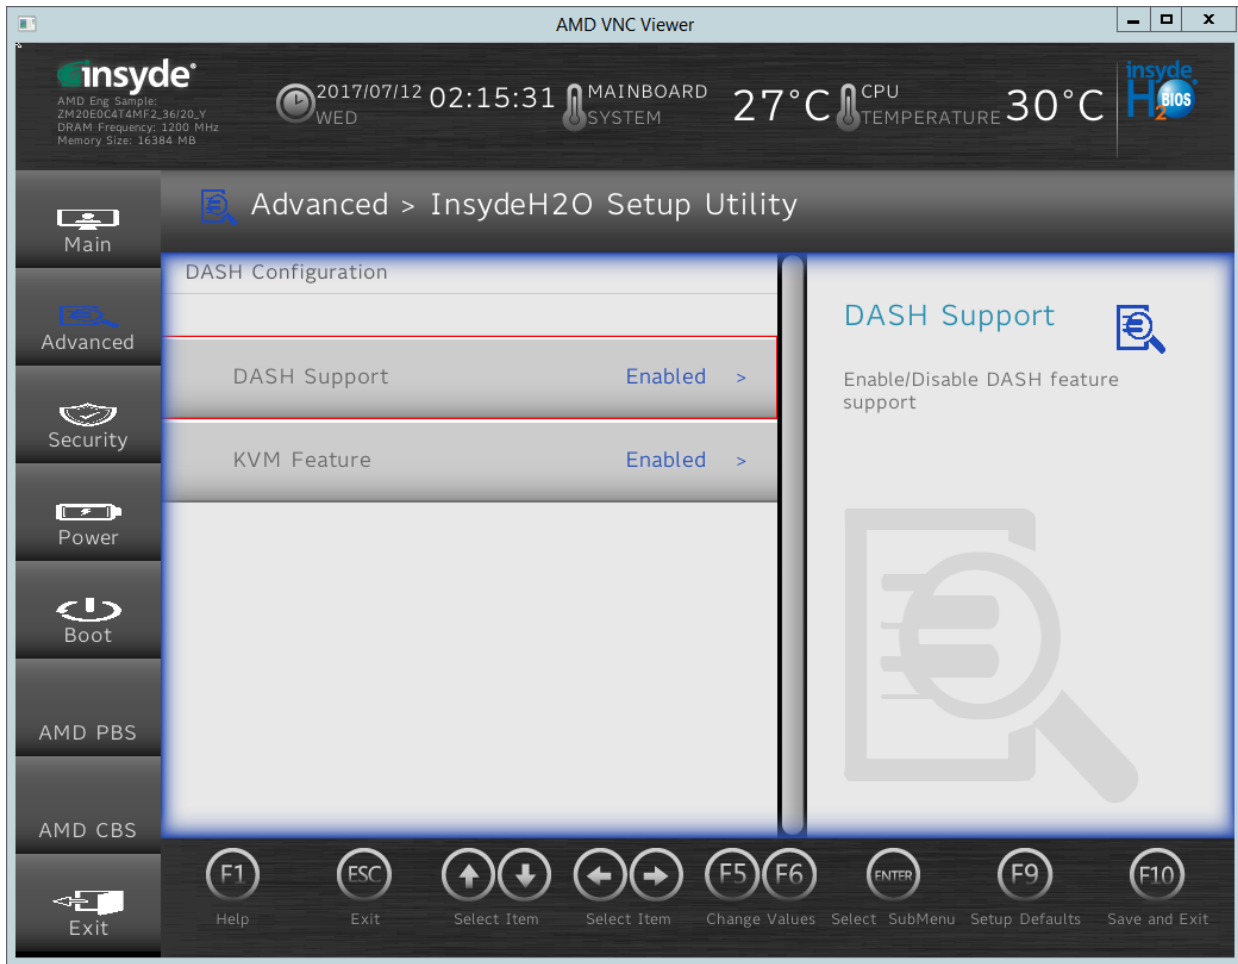 AMD VNC Viewer
insyde
AMD Eng Sample:
ZM20E0C4T4MF2_36/20_Y
DRAM Frequency: 1200 MHz
Memory Size: 16384 MB
2017/07/12
WED
02:15:31
MAINBOARD
SYSTEM
27°C
CPU
TEMPERATURE
30°C
insyde
H2O
BIOS
Main
Advanced
Security
Power
Boot
AMD PBS
AMD CBS
Exit
Advanced > InsydeH2O Setup Utility
DASH Configuration
DASH Support Enabled >
KVM Feature Enabled >
DASH Support
Enable/Disable DASH feature
support
F1
Help
ESC
Exit
Select Item
Select Item
F5 F6
Change Values
ENTER
Select SubMenu
F9
Setup Defaults
F10
Save and Exit